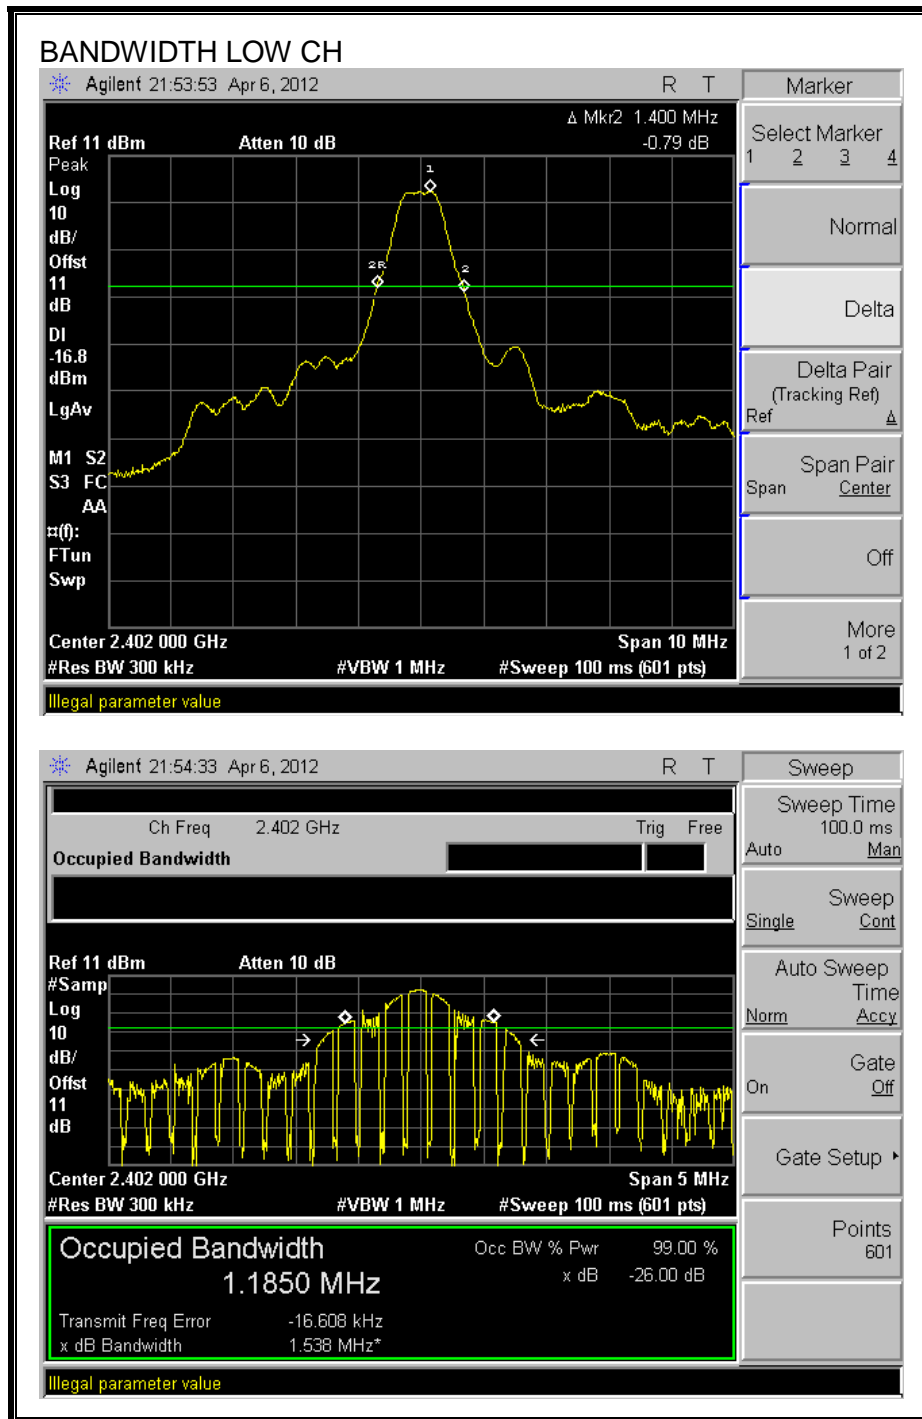 BANDWIDTH LOW CH
Agilent 21:53:53 Apr 6, 2012 R T
Marker
Δ Mkr2 1.400 MHz
Ref 11 dBm Atten 10 dB -0.79 dB
Peak
Log
10
dB/
Offst
11
dB
DI
-16.8
dBm
LgAv
M1 S2
S3 FC
AA
¤(f):
FTun
Swp
1
2R
2
Center 2.402 000 GHz Span 10 MHz
#Res BW 300 kHz #VBW 1 MHz #Sweep 100 ms (601 pts)
Illegal parameter value
Select Marker
1 2 3 4
Normal
Delta
Delta Pair
(Tracking Ref)
Ref Δ
Span Pair
Span Center
Off
More
1 of 2
Agilent 21:54:33 Apr 6, 2012 R T
Sweep
Ch Freq 2.402 GHz Trig Free
Occupied Bandwidth
Ref 11 dBm Atten 10 dB
#Samp
Log
10
dB/
Offst
11
dB
Center 2.402 000 GHz Span 5 MHz
#Res BW 300 kHz #VBW 1 MHz #Sweep 100 ms (601 pts)
Occupied Bandwidth
1.1850 MHz
Occ BW % Pwr 99.00 %
x dB -26.00 dB
Transmit Freq Error -16.608 kHz
x dB Bandwidth 1.538 MHz*
Illegal parameter value
Sweep Time
100.0 ms
Auto Man
Sweep
Single Cont
Auto Sweep
Time
Norm Accy
Gate
On Off
Gate Setup
Points
601